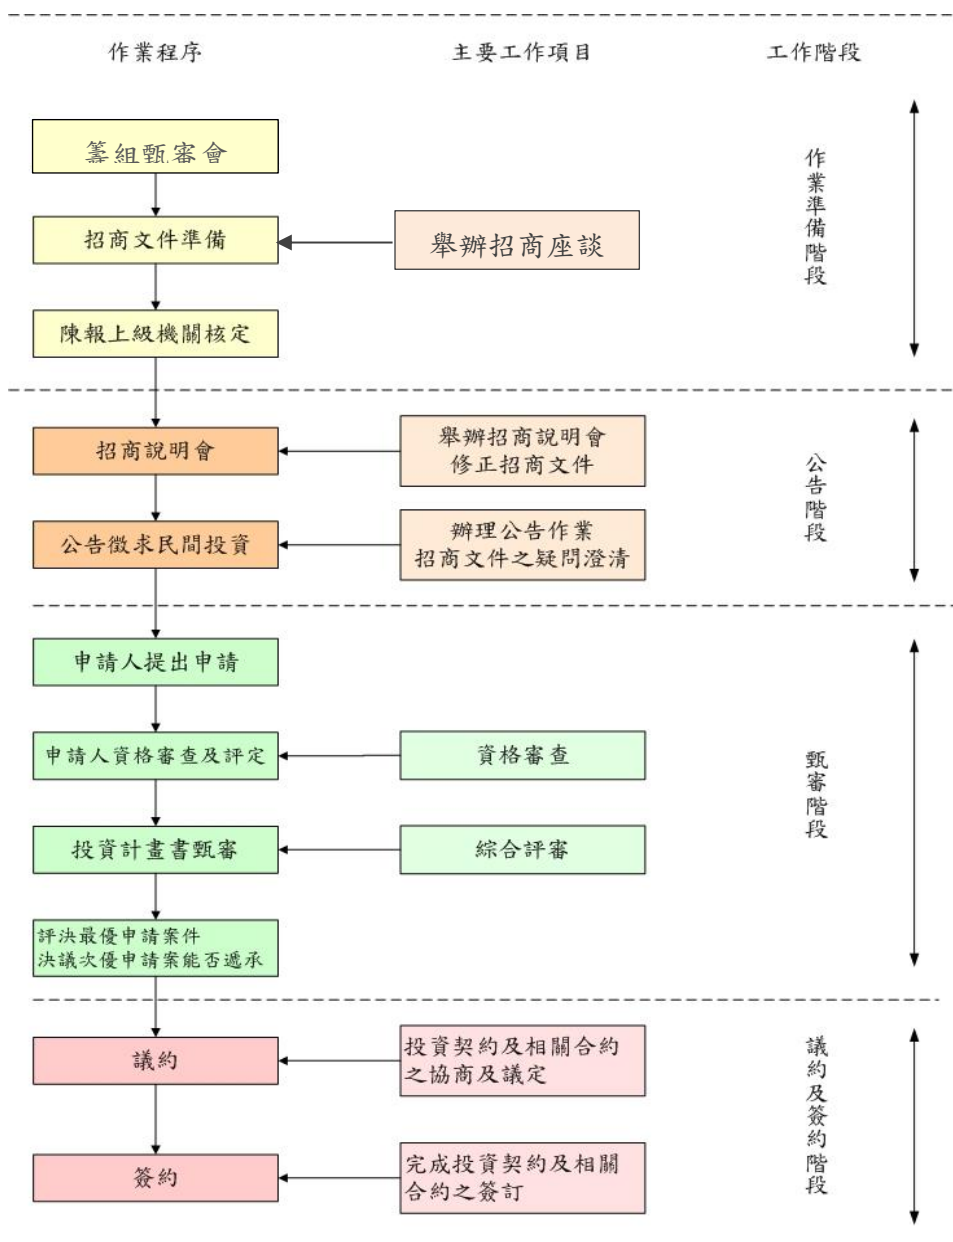 作業程序
主要工作項目
工作階段
籌組甄審會
招商文件準備
舉辦招商座談
陳報上級機關核定
作業準備階段
招商說明會
舉辦招商說明會
修正招商文件
公告徵求民間投資
辦理公告作業
招商文件之疑問澄清
公告階段
申請人提出申請
申請人資格審查及評定
資格審查
投資計畫書甄審
綜合評審
評決最優申請案件
決議次優申請案能否遞承
甄審階段
議約
投資契約及相關合約
之協商及議定
簽約
完成投資契約及相關
合約之簽訂
議約及簽約階段